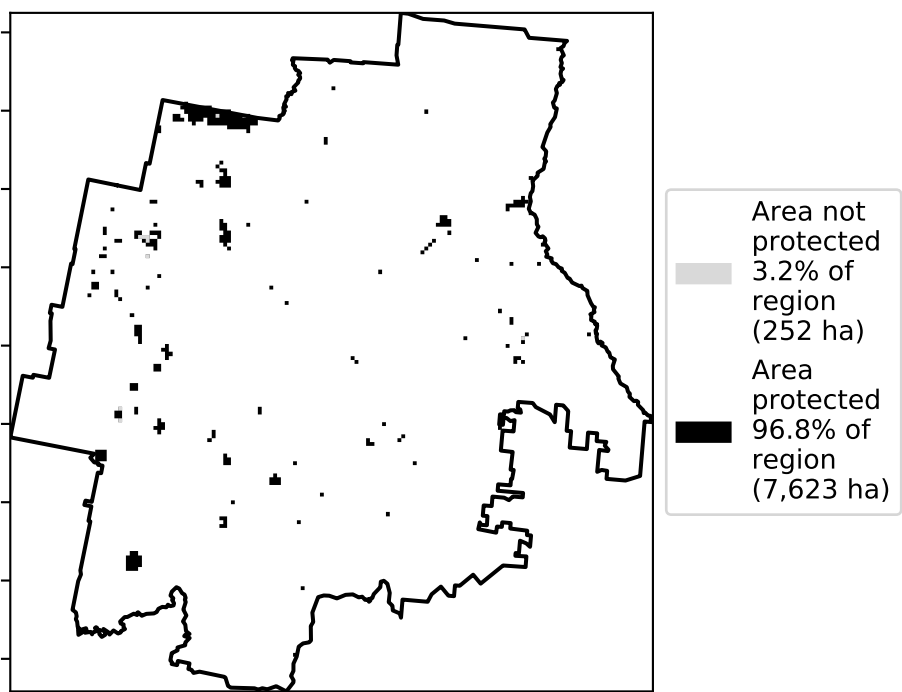 Area not
protected
3.2% of
region
(252 ha)
Area
protected
96.8% of
region
(7,623 ha)